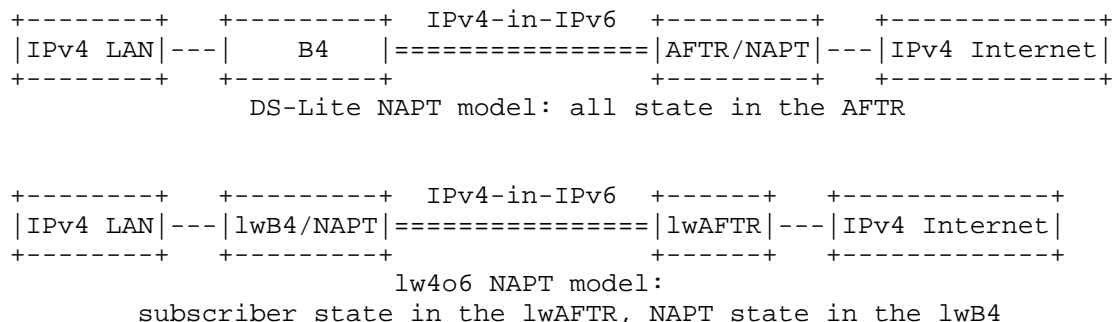 +--------+   +---------+  IPv4-in-IPv6  +---------+   +-------------+
|IPv4 LAN|---|    B4   |================|AFTR/NAPT|---|IPv4 Internet|
+--------+   +---------+                +---------+   +-------------+
DS-Lite NAPT model: all state in the AFTR
+--------+   +---------+  IPv4-in-IPv6  +------+   +-------------+
|IPv4 LAN|---|lwB4/NAPT|================|lwAFTR|---|IPv4 Internet|
+--------+   +---------+                +------+   +-------------+
lw4o6 NAPT model:
subscriber state in the lwAFTR, NAPT state in the lwB4